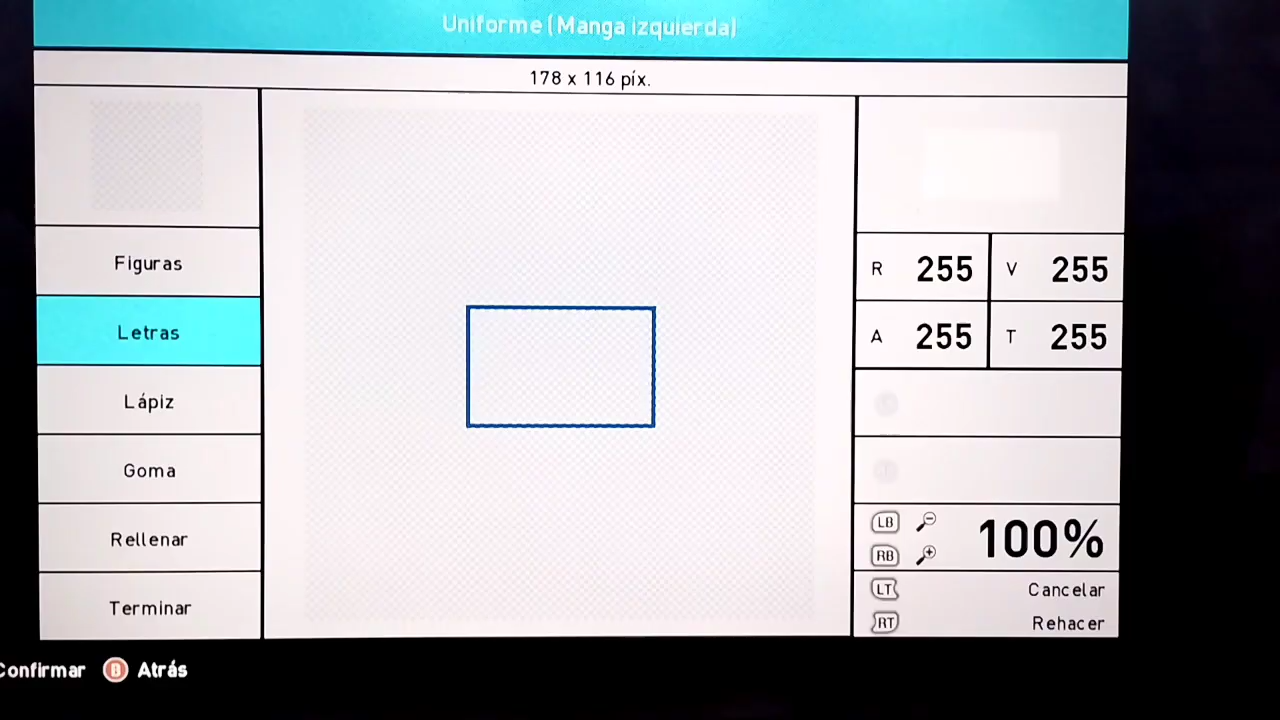 Uniforme (Manga izquierda)
178 x 116 píx.
Figuras
Letras
Lápiz
Goma
Rellenar
Terminar
R 255 V 255
A 255 T 255
LB
RB
100%
LT Cancelar
RT Rehacer
Confirmar B Atrás